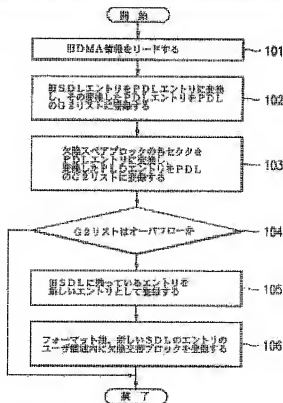 開始
旧DMA情報をリードする
101
旧SDLエントリをPDLエントリに変換
し、その変換したPDLエントリをPDL
のG2リストに登録する
102
欠陥スペアブロックの各セクタを
PDLエントリに変換し、
変換したPDLエントリをPDL
のG2リストに登録する
103
G2リストはオーバフローか
104
旧SDLに残っているエントリを
新しいエントリとして登録する
105
フォーマット後、新しいSDLのエントリの
ユーザ領域内に欠陥交替ブロックを登録する
106
終了